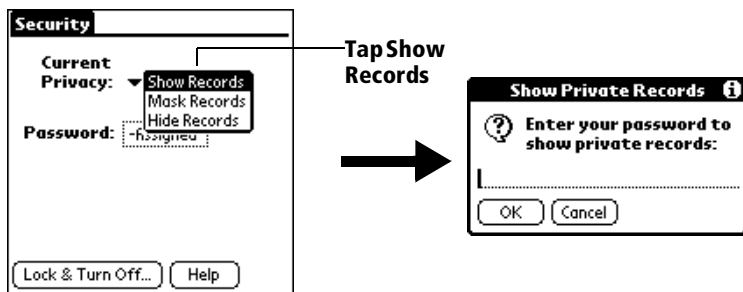 Security
Current
Privacy:
Show Records
Mask Records
Hide Records
Password: -Assigned-
Lock & Turn Off... Help
Tap Show
Records
Show Private Records
Enter your password to
show private records:
OK Cancel